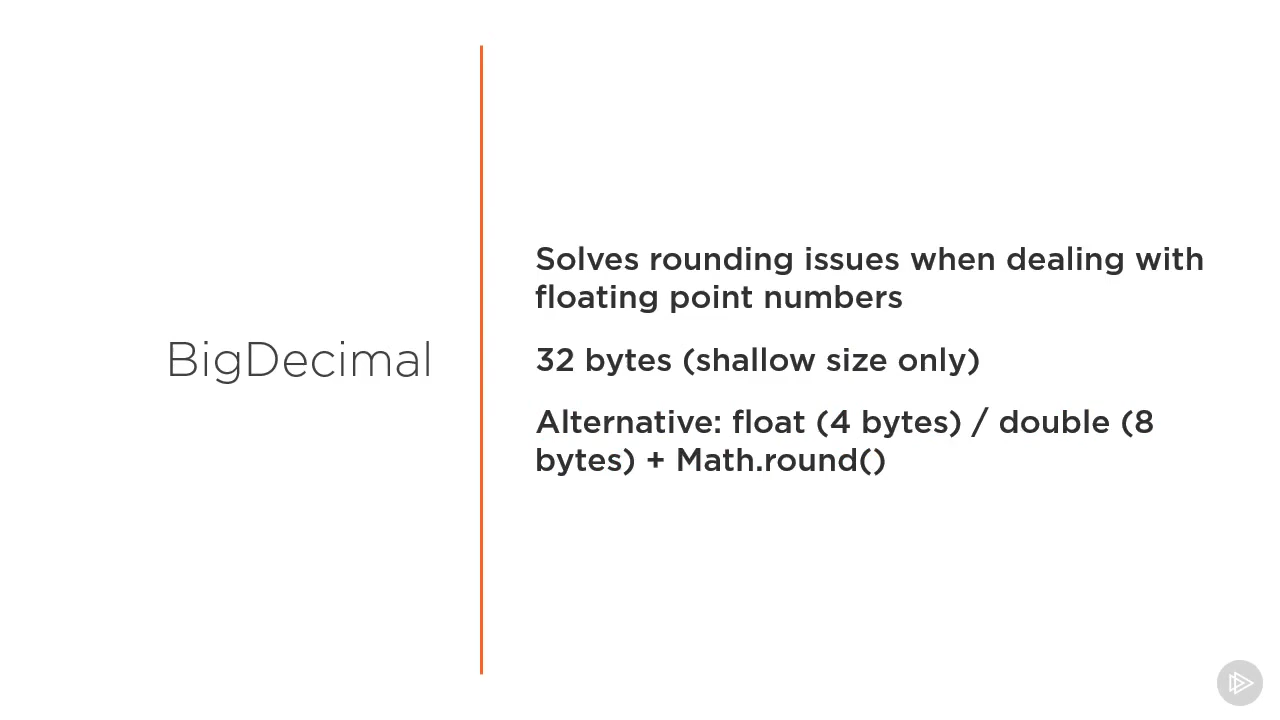 BigDecimal
Solves rounding issues when dealing with
floating point numbers
32 bytes (shallow size only)
Alternative: float (4 bytes) / double (8
bytes) + Math.round()